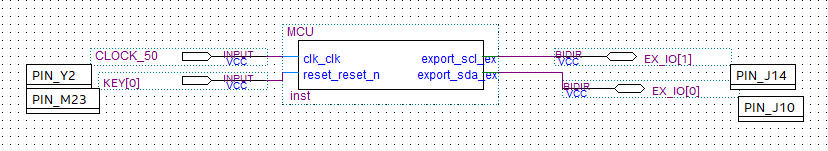 MCU
CLOCK_50
INPUT
VCC
clk_clk
export_scl_ex
BIDIR
VCC
EX_IO[1]
PIN_Y2
KEY[0]
INPUT
VCC
reset_reset_n
export_sda_ex
BIDIR
VCC
EX_IO[0]
PIN_J14
PIN_M23
inst
PIN_J10